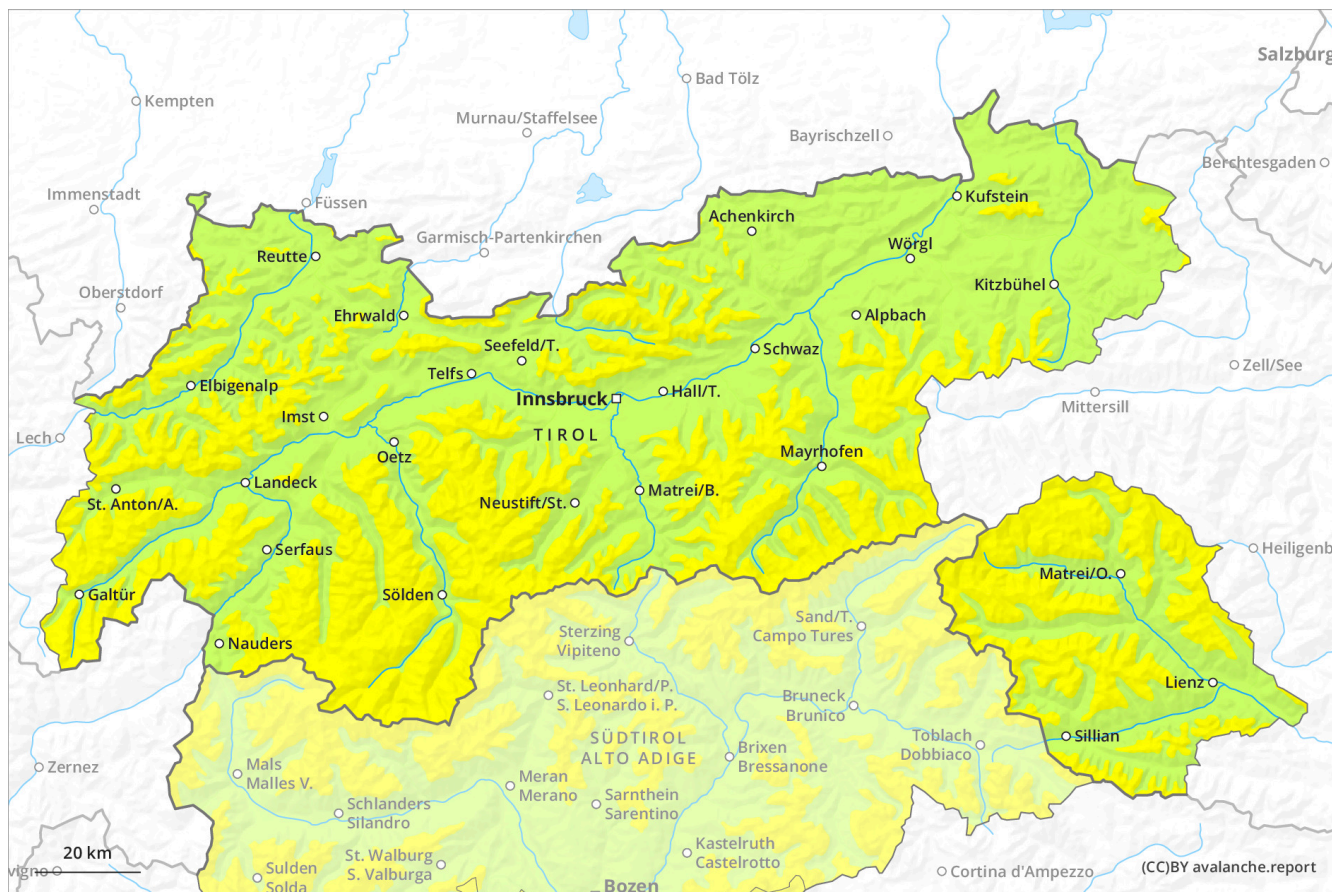 Salzburg
Kempten
Bad Tölz
Murnau/Staffelsee
Bayrischzell
Berchtesgaden
Immenstadt
Füssen
Kufstein
Achenkirch
Garmisch-Partenkirchen
Wörgl
Reutte
Kitzbühel
Oberstdorf
Ehrwald
Alpbach
Seefeld/T.
Schwaz
Zell/See
Telfs
Elbigenalp
Innsbruck
Hall/T.
Mittersill
Imst
Lech
TIROL
Oetz
Mayrhofen
Landeck
St. Anton/A.
Neustift/St.
Matrei/B.
Serfaus
Heiligenb
Matrei/O.
Galtür
Sölden
Sand/T.
Campo Tures
Sterzing
Vipiteno
Nauders
Lienz
St. Leonhard/P.
S. Leonardo i. P.
Bruneck
Brunico
SÜDTIROL
ALTO ADIGE
Toblach
Dobbiaco
Sillian
Brixen
Bressanone
Zernez
Mals
Malles V.
Meran
Merano
Schlanders
Silandro
Sarnthein
Sarentino
20 km
St. Walburg
S. Valburga
Kastelruth
Castelrotto
vigno
Sulden
Solda
Cortina d'Ampezzo
(CC)BY avalanche.report
Bozen